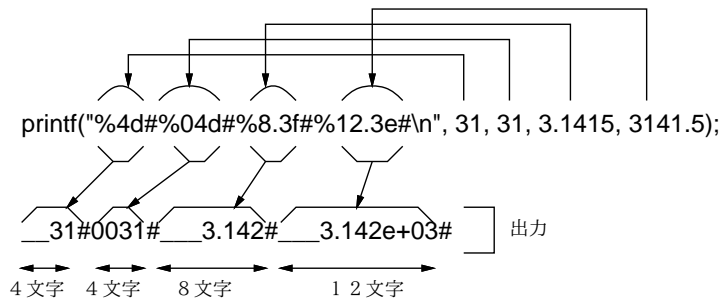 printf("%4d#%04d#%8.3f#%12.3e#\n", 31, 31, 3.1415, 3141.5);
__31#0031#___3.142#___3.142e+03# 出力
4文字 4文字 8文字 12文字